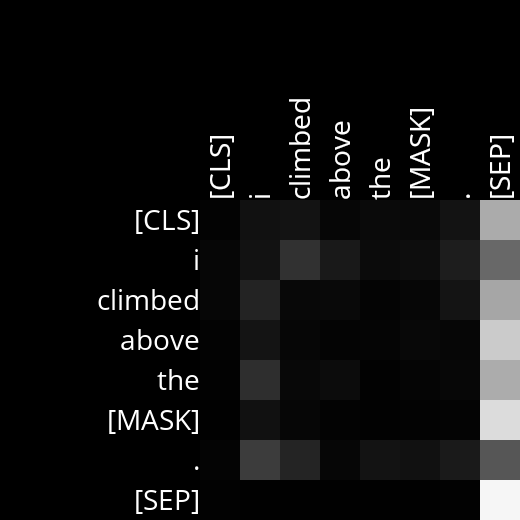 [CLS] i climbed above the [MASK] . [SEP]
[CLS]
i
climbed
above
the
[MASK]
.
[SEP]